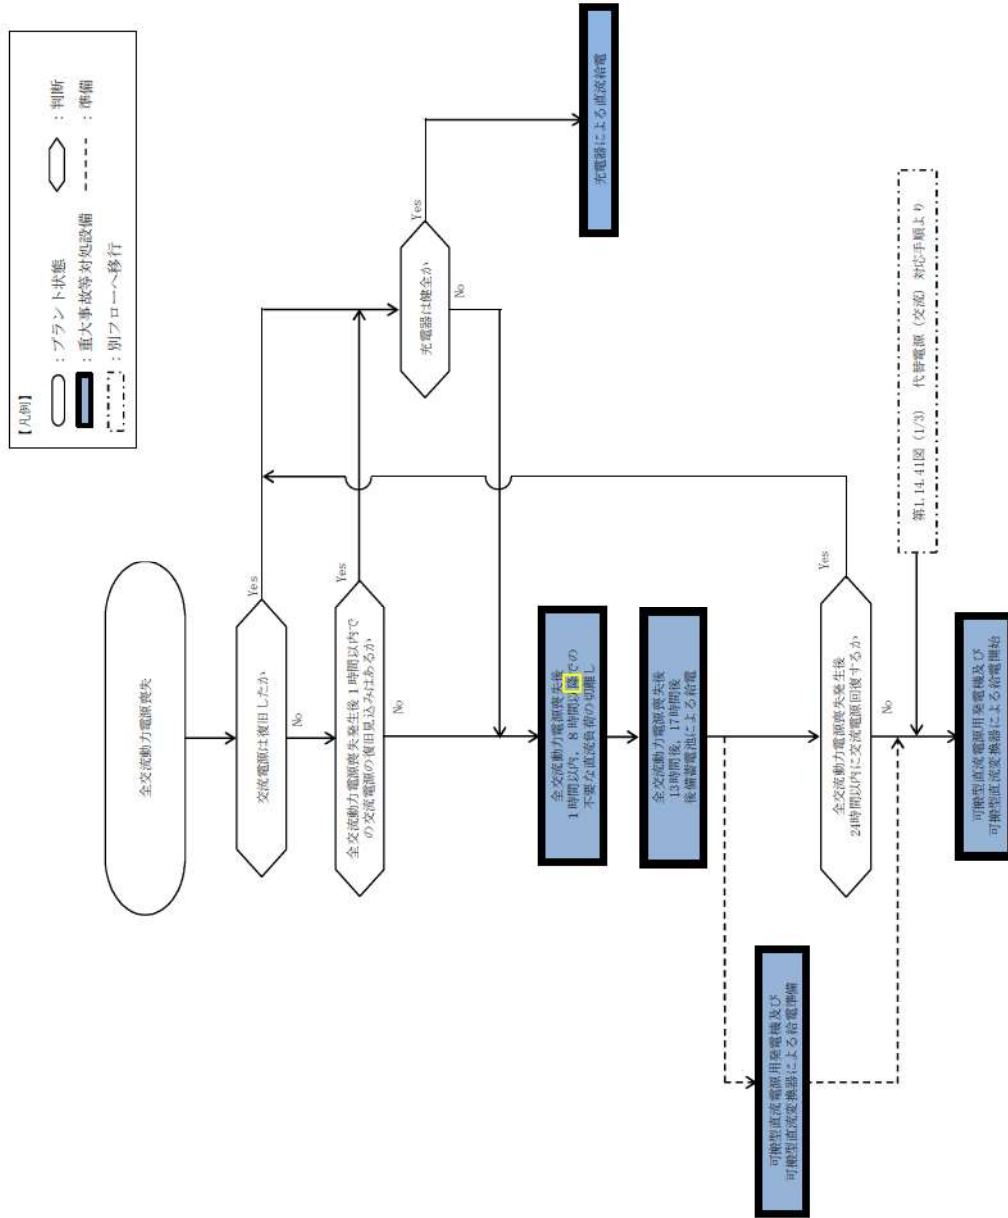 【凡例】
：プラント状態
：判断
：重大事故等対処設備
：準備
：別フローへ移行
全交流動力電源喪失
交流電源は復旧したか
Yes
No
全交流動力電源喪失発生後1時間以内で
の交流電源の復旧見込みはあるか
Yes
No
充電器は健全か
Yes
No
充電器による直流給電
全交流動力電源喪失後
1時間以内，8時間以降での
不要な直流負荷の切離し
全交流動力電源喪失後
13時間後，17時間後
後備蓄電池による給電
可搬型直流電源用発電機及び
可搬型直流変換器による給電準備
全交流動力電源喪失発生後
24時間以内に交流電源回復するか
Yes
No
第1.14.41図（1/3） 代替電源（交流）対応手順より
可搬型直流電源用発電機及び
可搬型直流変換器による給電開始